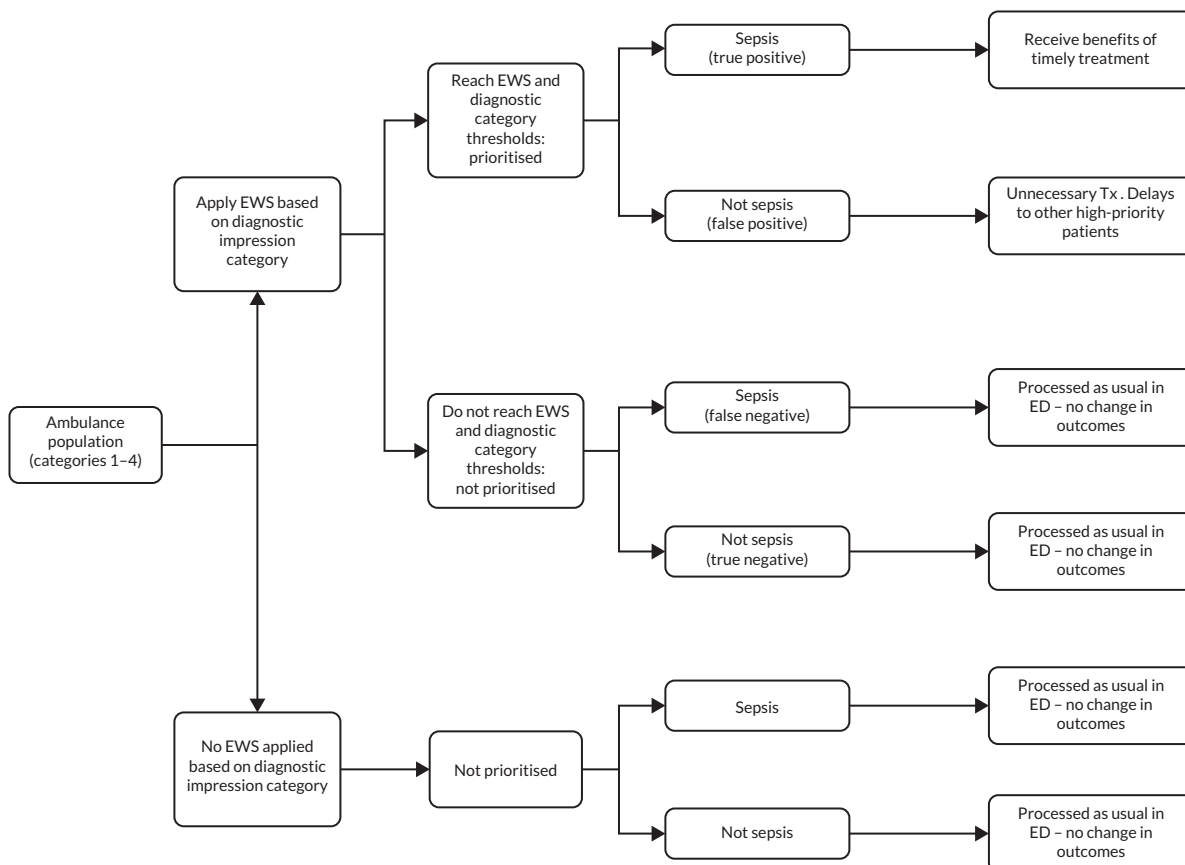 Ambulance
population
(categories 1–4)
Apply EWS based
on diagnostic
impression
category
No EWS applied
based on diagnostic
impression category
Reach EWS and
diagnostic
category
thresholds:
prioritised
Do not reach EWS
and diagnostic
category
thresholds:
not prioritised
Not prioritised
Sepsis
(true positive)
Not sepsis
(false positive)
Sepsis
(false negative)
Not sepsis
(true negative)
Sepsis
Not sepsis
Receive benefits of
timely treatment
Unnecessary Tx . Delays
to other high-priority
patients
Processed as usual in
ED – no change in
outcomes
Processed as usual in
ED – no change in
outcomes
Processed as usual in
ED – no change in
outcomes
Processed as usual in
ED – no change in
outcomes